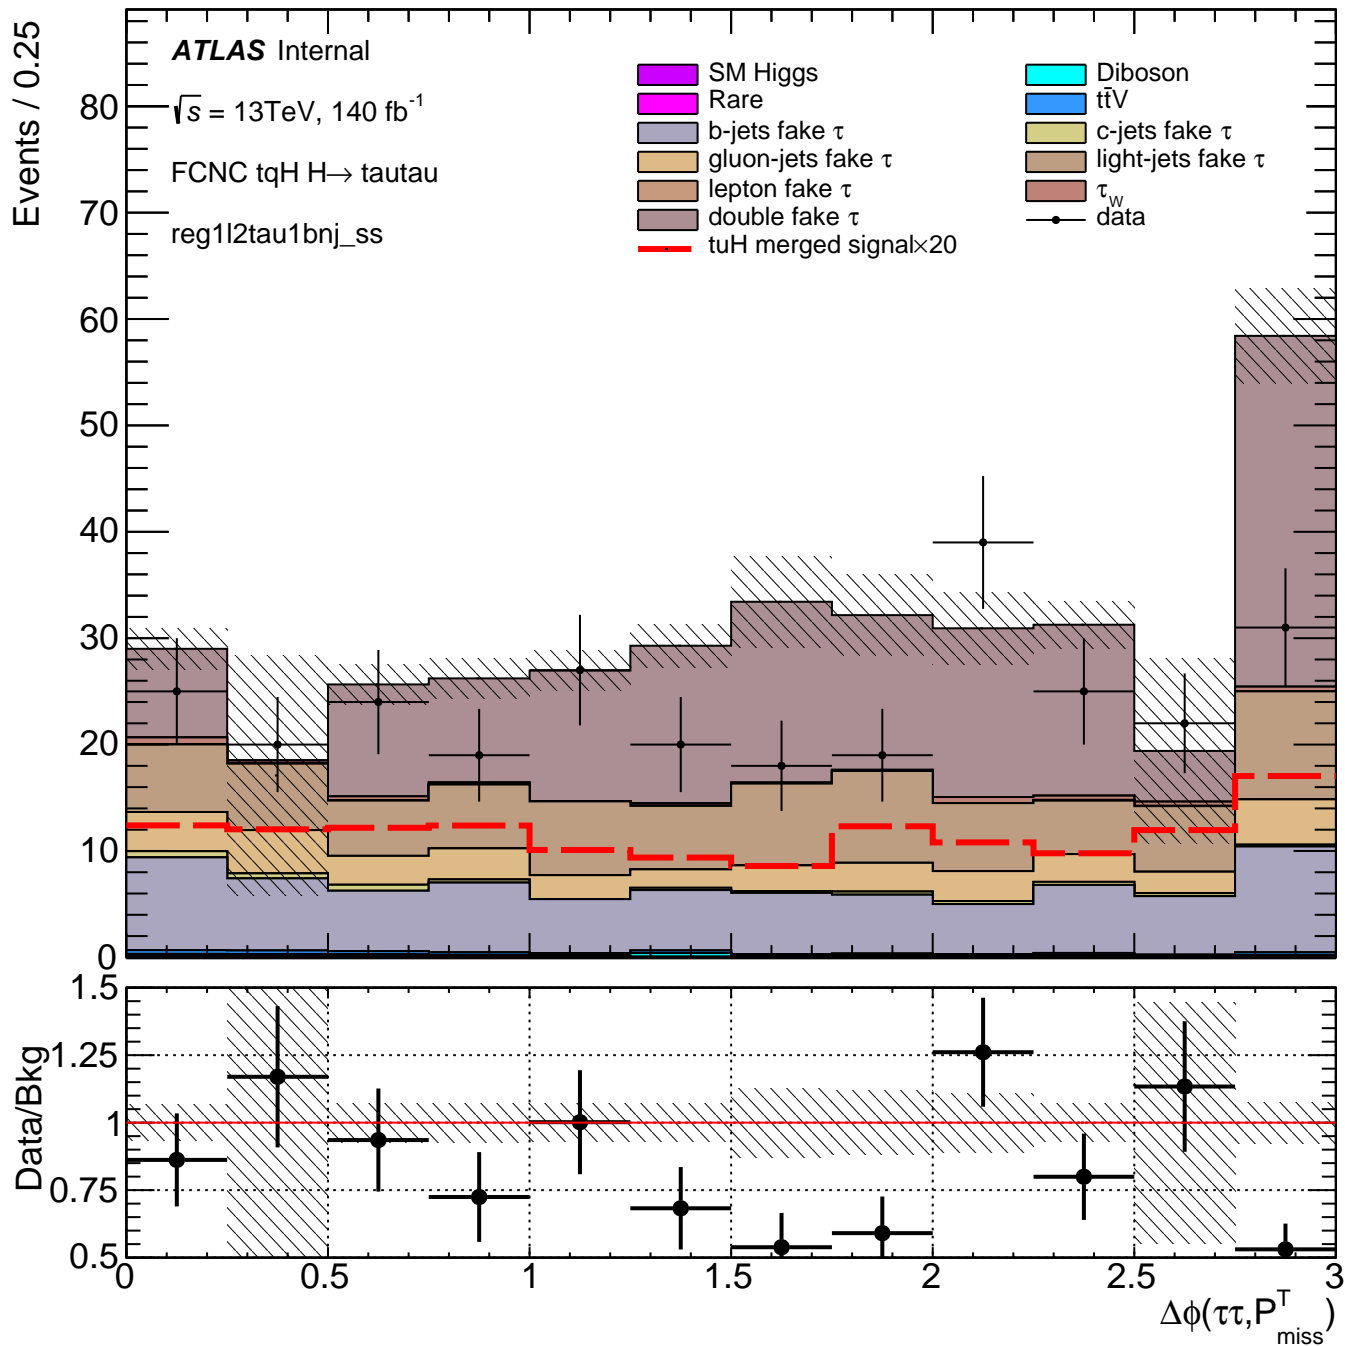 Events / 0.25
ATLAS Internal
√s = 13TeV, 140 fb⁻¹
FCNC tqH H→ tautau
reg1l2tau1bnj_ss
SM Higgs
Diboson
Rare
tt̄V
b-jets fake τ
c-jets fake τ
gluon-jets fake τ
light-jets fake τ
lepton fake τ
τ_W
double fake τ
data
tuH merged signal×20
80
70
60
50
40
30
20
10
0
Data/Bkg
1.5
1.25
1
0.75
0.5
0 0.5 1 1.5 2 2.5 3
Δϕ(ττ,P^T_miss)